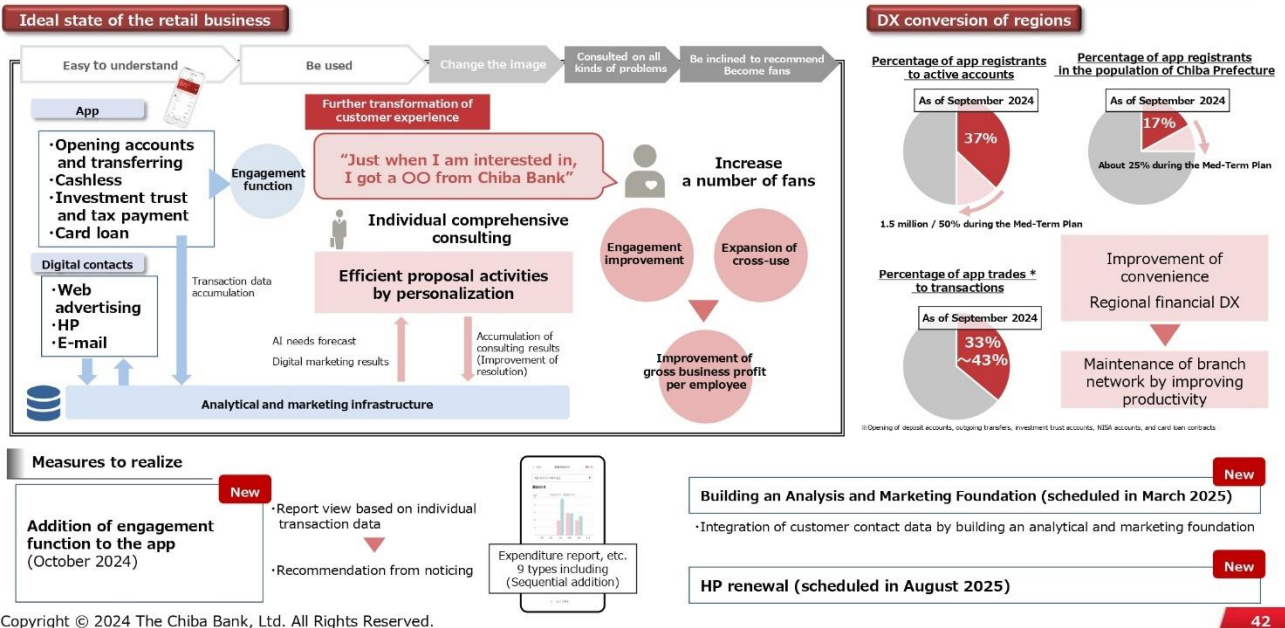 Ideal state of the retail business
Easy to understand
Be used
Change the image
Consulted on all
kinds of problems
Be inclined to recommend
Become fans
App
・Opening accounts
and transferring
・Cashless
・Investment trust
and tax payment
・Card loan
Engagement
function
Further transformation of
customer experience
“Just when I am interested in,
I got a 〇〇 from Chiba Bank”
Individual comprehensive
consulting
Efficient proposal activities
by personalization
Increase
a number of fans
Engagement
improvement
Expansion of
cross-use
Improvement of
gross business profit
per employee
Digital contacts
・Web
advertising
・HP
・E-mail
Transaction data
accumulation
AI needs forecast
Digital marketing results
Accumulation of
consulting results
(Improvement of
resolution)
Analytical and marketing infrastructure
DX conversion of regions
Percentage of app registrants
to active accounts
As of September 2024
37%
1.5 million / 50% during the Med-Term Plan
Percentage of app registrants
in the population of Chiba Prefecture
As of September 2024
17%
About 25% during the Med-Term Plan
Percentage of app trades *
to transactions
As of September 2024
33%
～43%
Improvement of
convenience
Regional financial DX
Maintenance of branch
network by improving
productivity
※Opening of deposit accounts, outgoing transfers, investment trust accounts, NISA accounts, and card loan contracts
Measures to realize
New
Addition of engagement
function to the app
(October 2024)
・Report view based on individual
transaction data
・Recommendation from noticing
Expenditure report, etc.
9 types including
(Sequential addition)
New
Building an Analysis and Marketing Foundation (scheduled in March 2025)
・Integration of customer contact data by building an analytical and marketing foundation
New
HP renewal (scheduled in August 2025)
Copyright © 2024 The Chiba Bank, Ltd. All Rights Reserved.
42